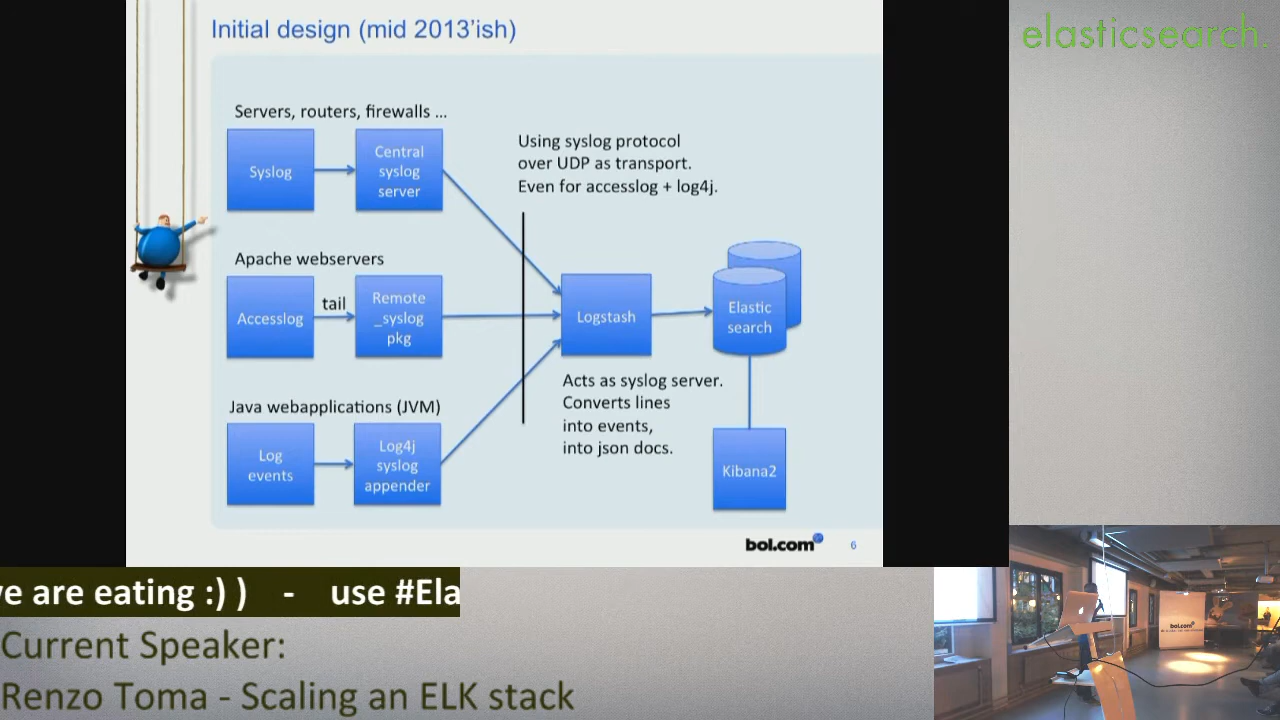 Initial design (mid 2013'ish)
elasticsearch.
Servers, routers, firewalls ...
Syslog
Central
syslog
server
Using syslog protocol
over UDP as transport.
Even for accesslog + log4j.
Apache webservers
Accesslog
tail
Remote
_syslog
pkg
Logstash
Elastic
search
Acts as syslog server.
Converts lines
into events,
into json docs.
Java webapplications (JVM)
Log
events
Log4j
syslog
appender
Kibana2
bol.com
6
ve are eating :) ) - use #Ela
Current Speaker:
Renzo Toma - Scaling an ELK stack
bol.com